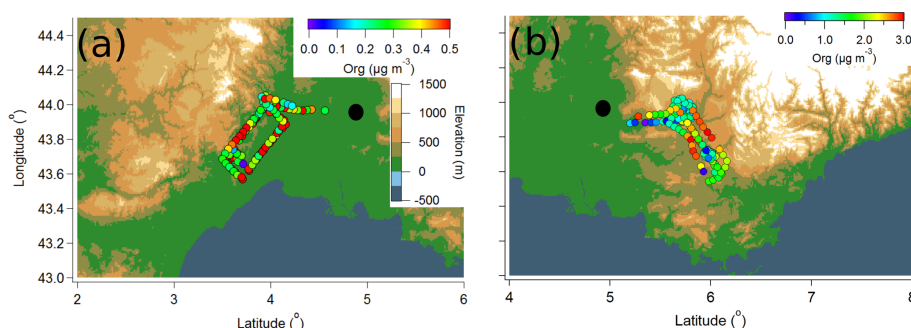 (a)
0.0 0.1 0.2 0.3 0.4 0.5
Org (µg m⁻³)
44.4
44.2
44.0
43.8
43.6
43.4
43.2
43.0
Longitude (°)
1500
1000
500
0
-500
Elevation (m)
2 3 4 5 6
Latitude (°)
(b)
0.0 1.0 2.0 3.0
Org (µg m⁻³)
4 5 6 7 8
Latitude (°)